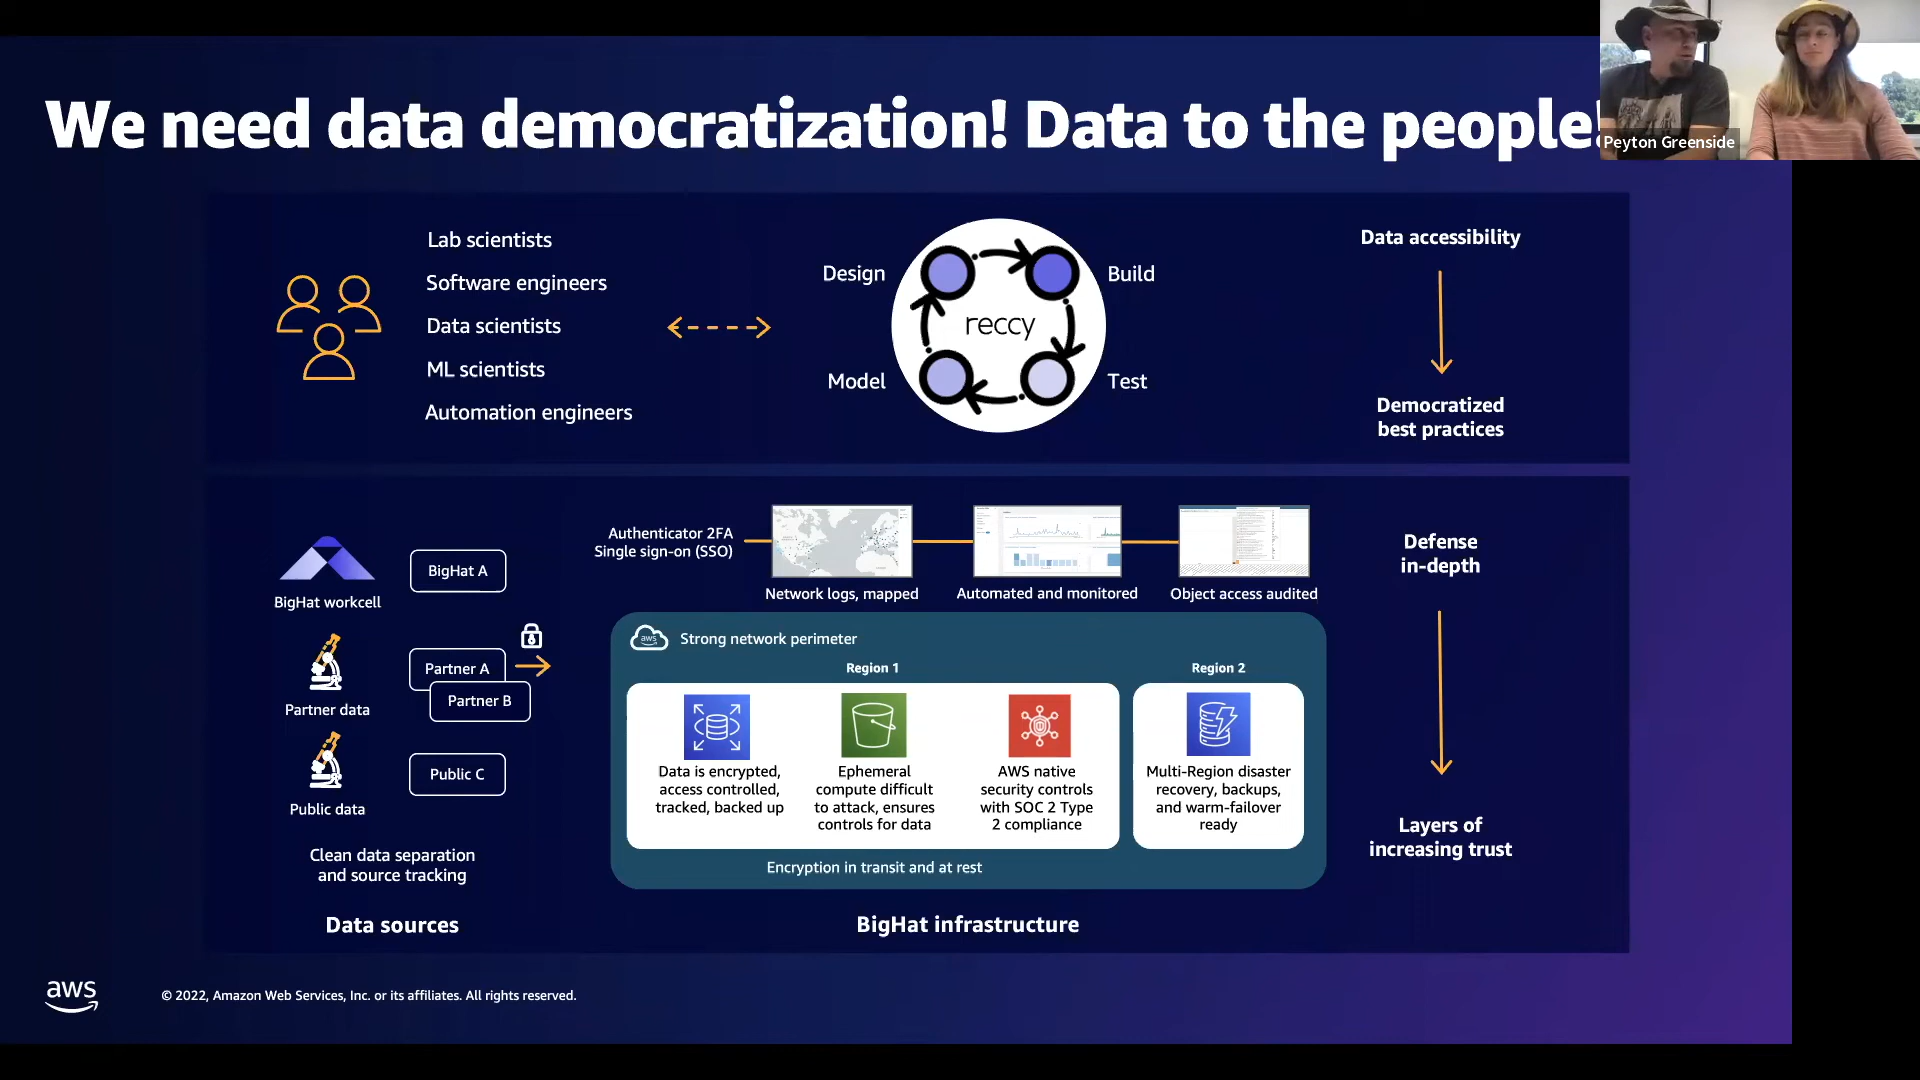 We need data democratization! Data to the people!
Peyton Greenside
Lab scientists
Software engineers
Data scientists
ML scientists
Automation engineers
Design
Build
reccy
Model
Test
Data accessibility
Democratized
best practices
BigHat workcell
BigHat A
Partner data
Partner A
Partner B
Public data
Public C
Clean data separation
and source tracking
Data sources
Authenticator 2FA
Single sign-on (SSO)
Network logs, mapped
Automated and monitored
Object access audited
aws
Strong network perimeter
Region 1
Region 2
Data is encrypted,
access controlled,
tracked, backed up
Ephemeral
compute difficult
to attack, ensures
controls for data
AWS native
security controls
with SOC 2 Type
2 compliance
Multi-Region disaster
recovery, backups,
and warm-failover
ready
Encryption in transit and at rest
BigHat infrastructure
Defense
in-depth
Layers of
increasing trust
aws
© 2022, Amazon Web Services, Inc. or its affiliates. All rights reserved.